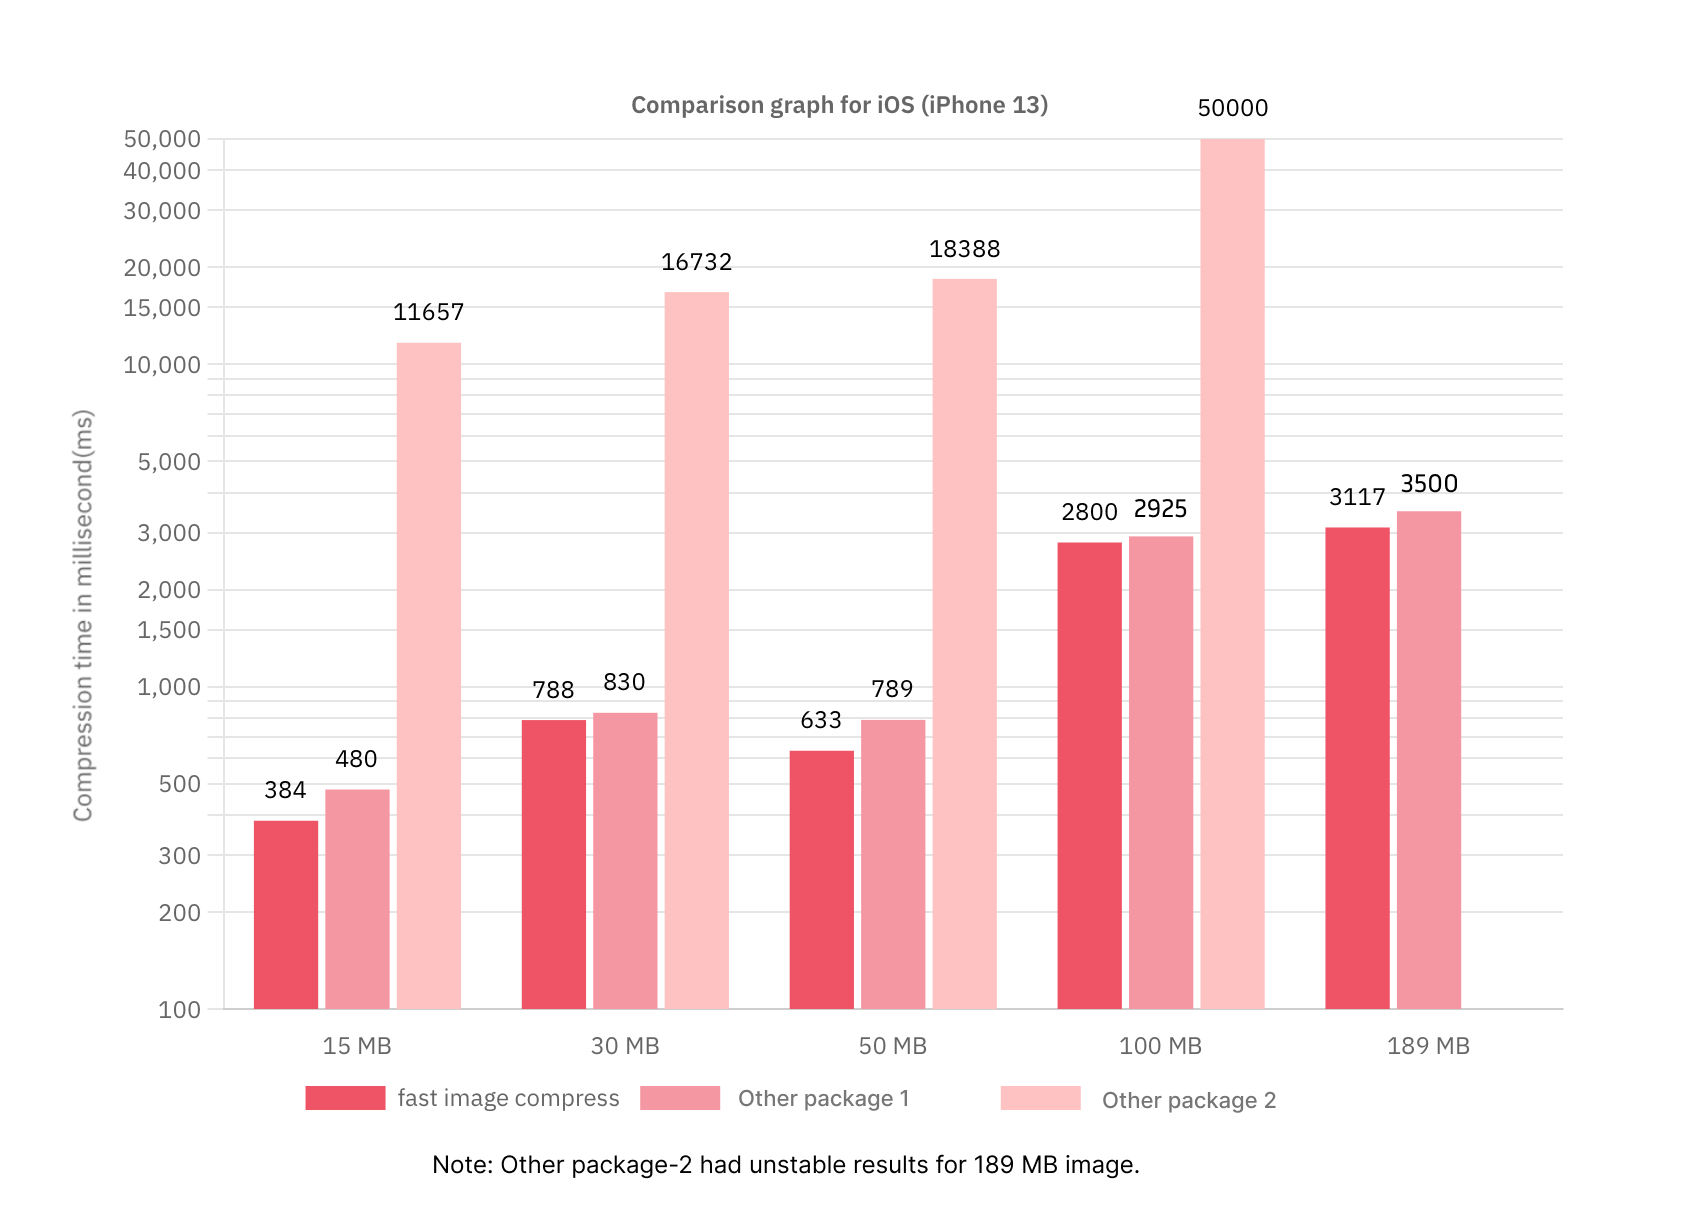 Comparison graph for iOS (iPhone 13)
50000
50,000
40,000
30,000
20,000
15,000
10,000
5,000
3,000
2,000
1,500
1,000
500
300
200
100
Compression time in millisecond(ms)
384
480
11657
788
830
16732
633
789
18388
2800
2925
3117
3500
15 MB
30 MB
50 MB
100 MB
189 MB
fast image compress
Other package 1
Other package 2
Note: Other package-2 had unstable results for 189 MB image.